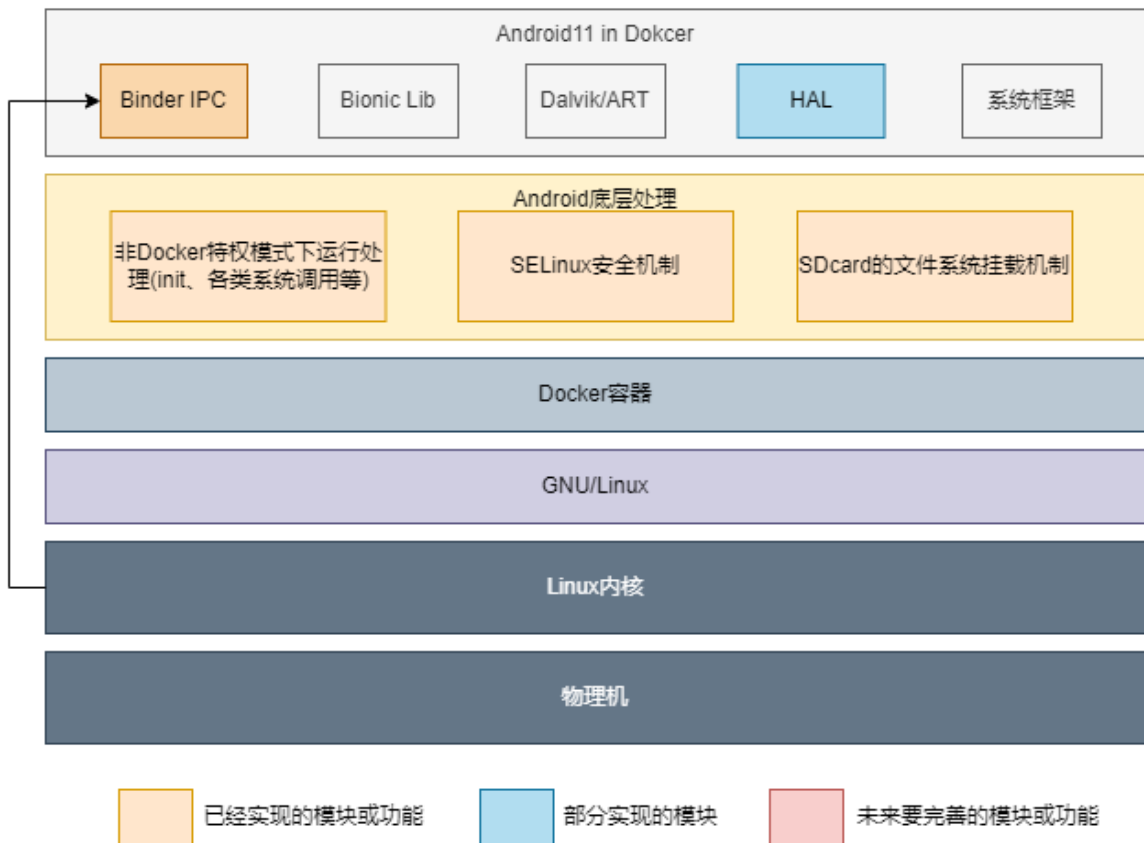 Android11 in Dokcer
Binder IPC
Bionic Lib
Dalvik/ART
HAL
系统框架
Android底层处理
非Docker特权模式下运行处
理(init、各类系统调用等)
SELinux安全机制
SDcard的文件系统挂载机制
Docker容器
GNU/Linux
Linux内核
物理机
已经实现的模块或功能
部分实现的模块
未来要完善的模块或功能